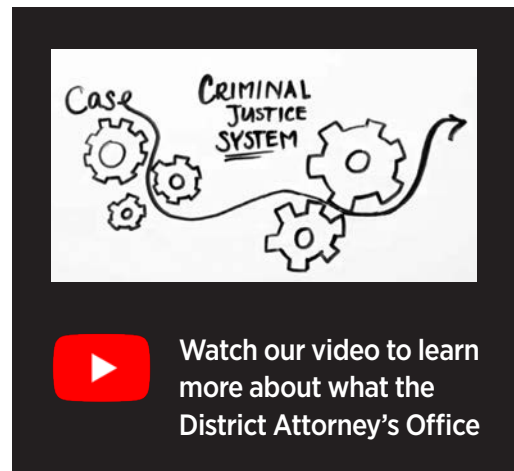 Case
CRIMINAL
JUSTICE
SYSTEM
Watch our video to learn
more about what the
District Attorney's Office